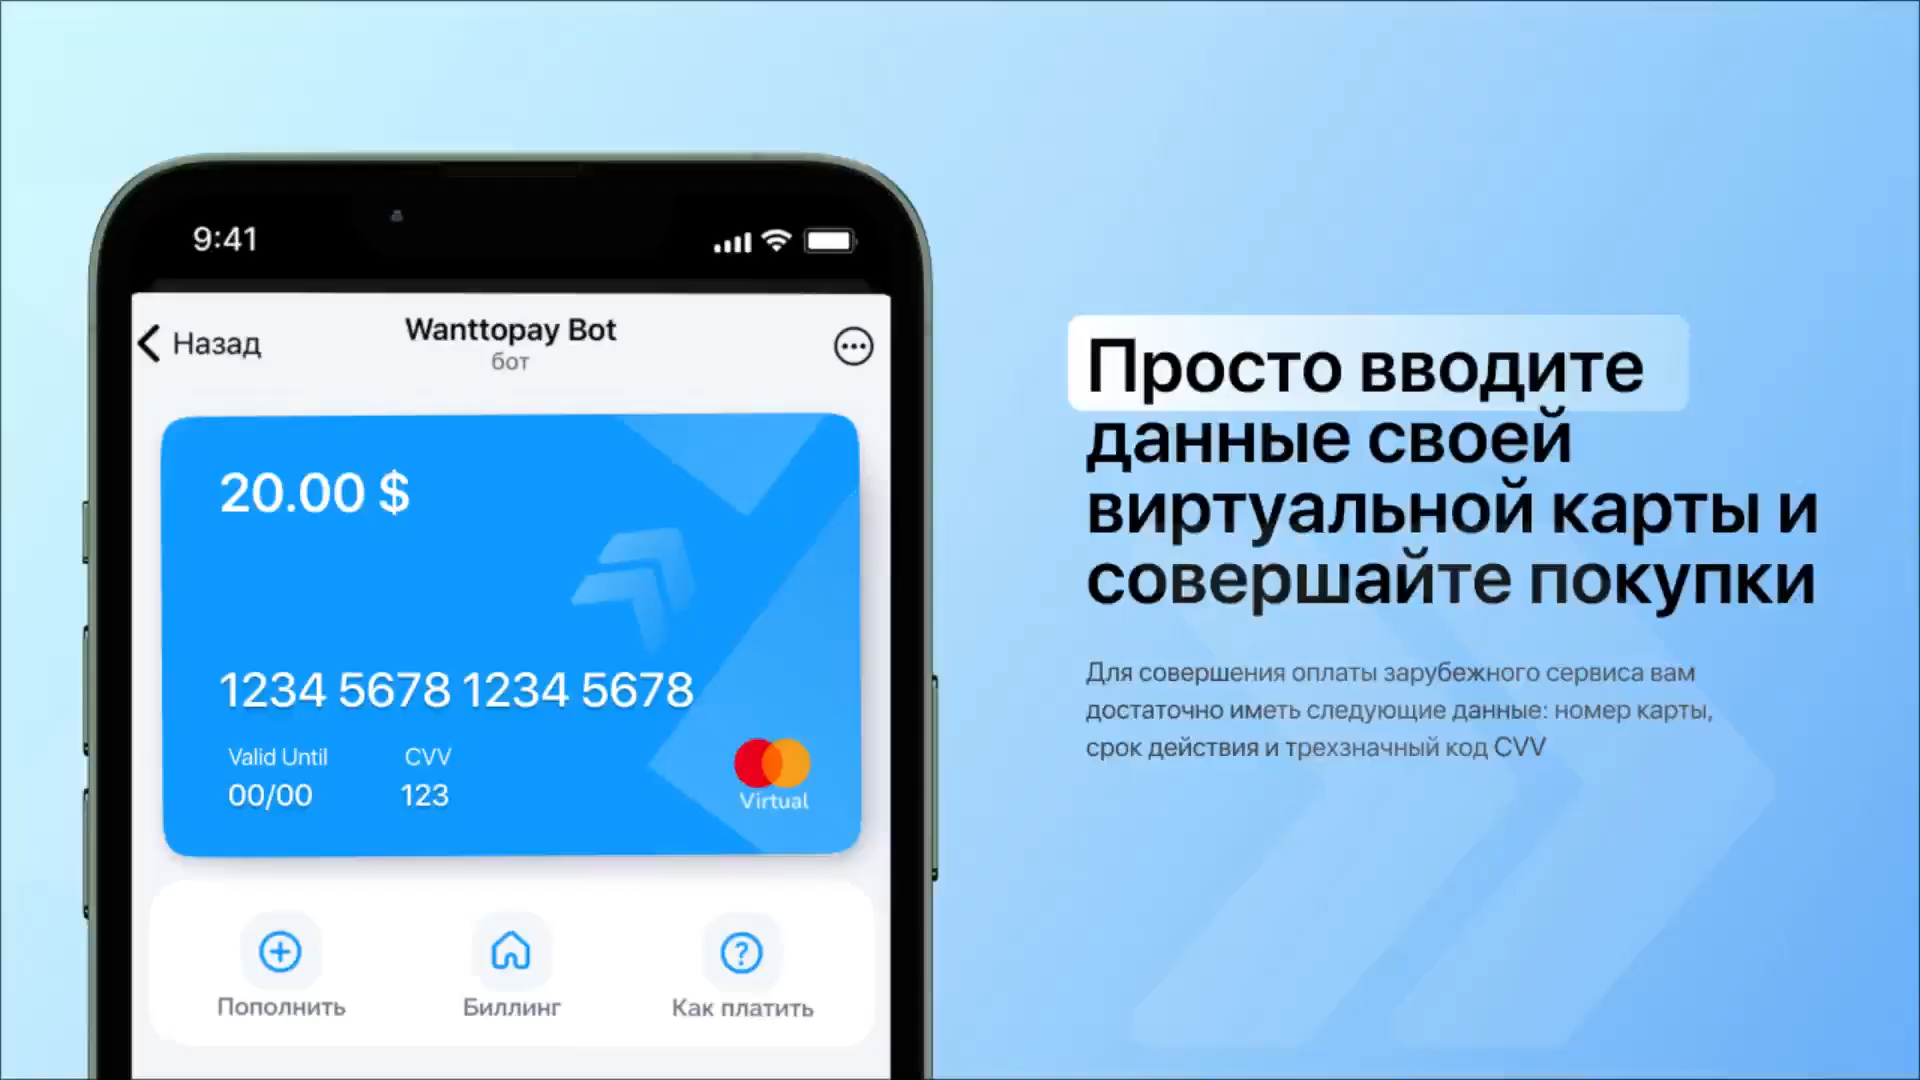 9:41
Назад
Wanttopay Bot
бот
20.00 $
1234 5678 1234 5678
Valid Until
CVV
00/00
123
Virtual
Пополнить
Биллинг
Как платить
Просто вводите
данные своей
виртуальной карты и
совершайте покупки
Для совершения оплаты зарубежного сервиса вам
достаточно иметь следующие данные: номер карты,
срок действия и трехзначный код CVV